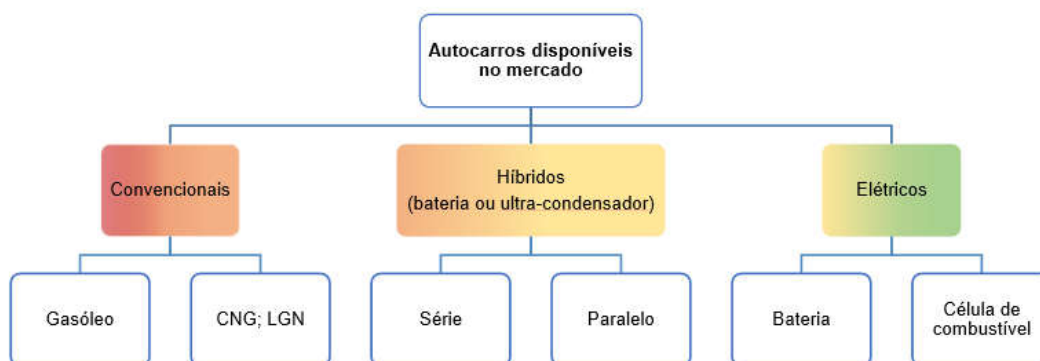 Autocarros disponíveis
no mercado
Convencionais
Híbridos
(bateria ou ultra-condensador)
Elétricos
Gasóleo
CNG; LGN
Série
Paralelo
Bateria
Célula de
combustível